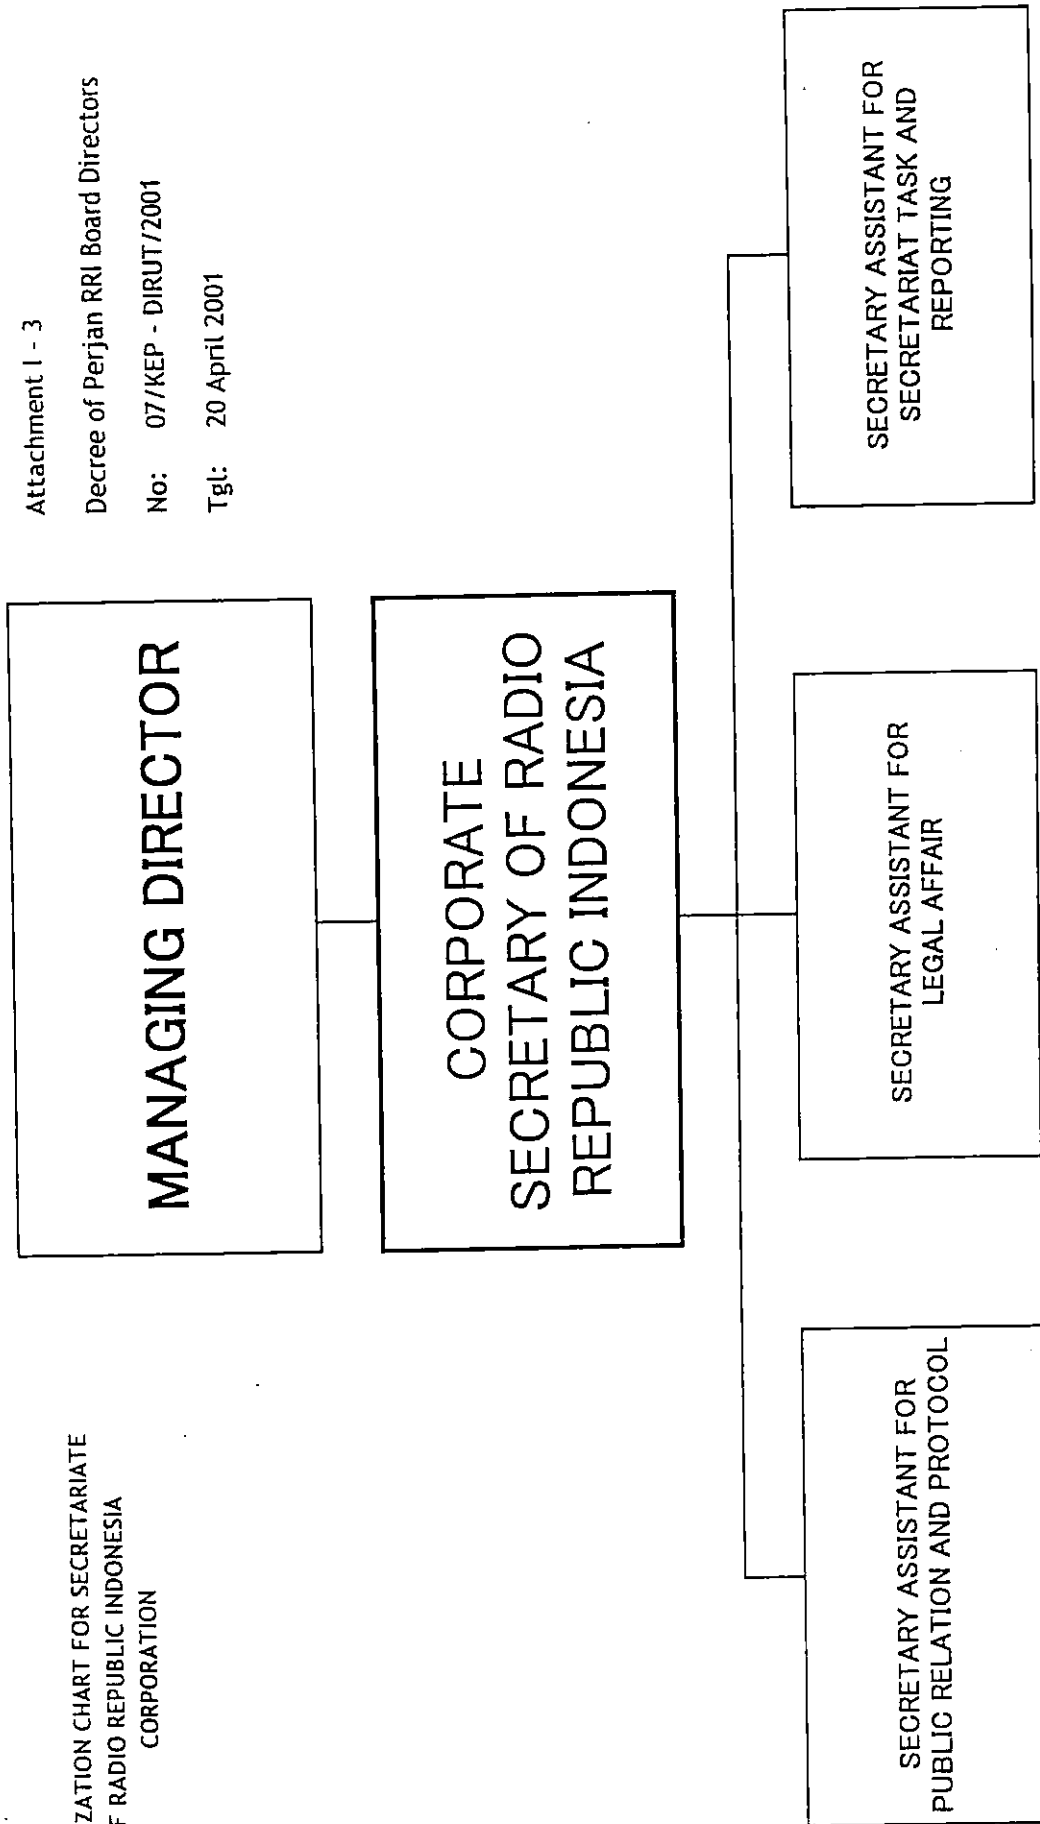 ZATION CHART FOR SECRETARIATE
F RADIO REPUBLIC INDONESIA
CORPORATION
Attachment I - 3
Decree of Perjan RRI Board Directors
No: 07/KEP - DIRUT/2001
Tgl: 20 April 2001
MANAGING DIRECTOR
CORPORATE
SECRETARY OF RADIO
REPUBLIC INDONESIA
SECRETARY ASSISTANT FOR
PUBLIC RELATION AND PROTOCOL
SECRETARY ASSISTANT FOR
LEGAL AFFAIR
SECRETARY ASSISTANT FOR
SECRETARIAT TASK AND
REPORTING